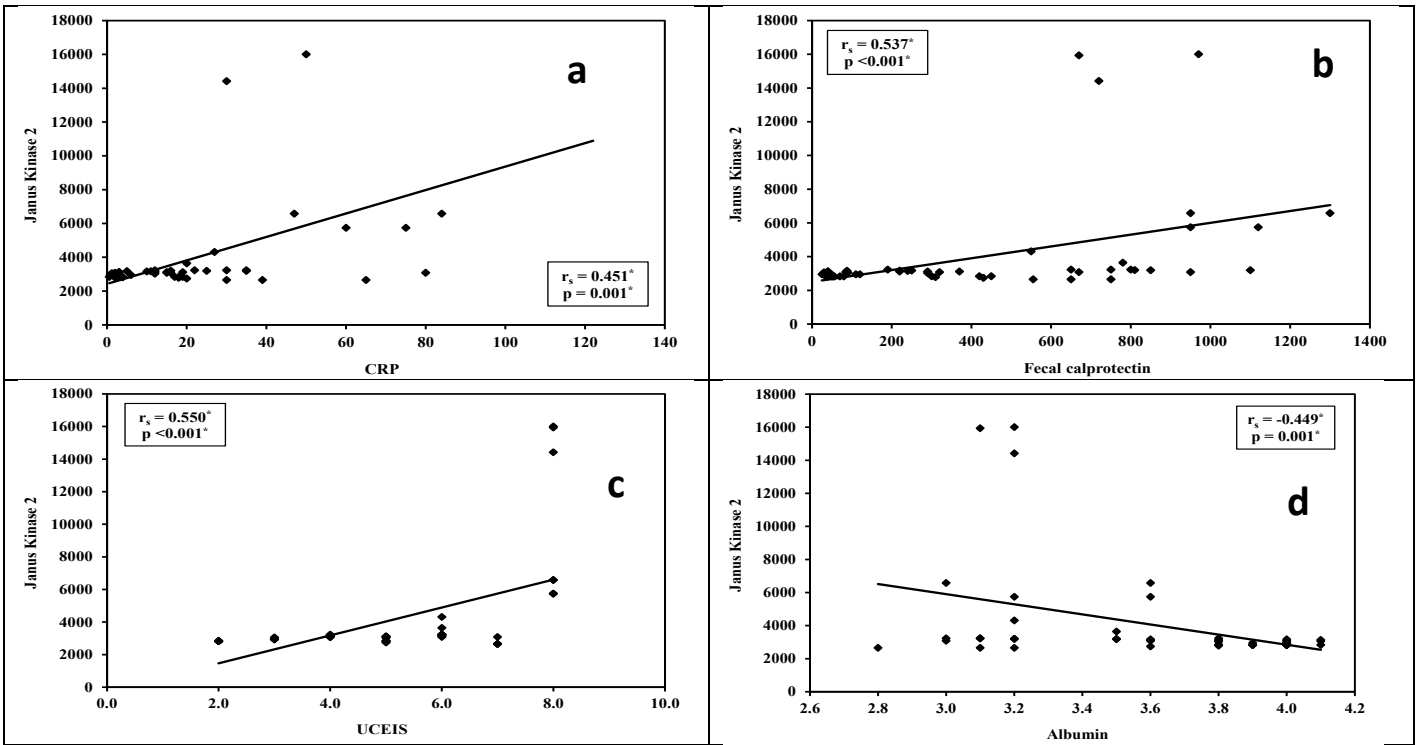 18000
16000
14000
12000
10000
8000
6000
4000
2000
0
Janus Kinase 2
a
rs = 0.451*
p = 0.001*
0 20 40 60 80 100 120 140
CRP
18000
16000
14000
12000
10000
8000
6000
4000
2000
0
Janus Kinase 2
rs = 0.537*
p <0.001*
b
0 200 400 600 800 1000 1200 1400
Fecal calprotectin
18000
16000
14000
12000
10000
8000
6000
4000
2000
0
Janus Kinase 2
rs = 0.550*
p <0.001*
c
0.0 2.0 4.0 6.0 8.0 10.0
UCEIS
18000
16000
14000
12000
10000
8000
6000
4000
2000
0
Janus Kinase 2
rs = -0.449*
p = 0.001*
d
2.6 2.8 3.0 3.2 3.4 3.6 3.8 4.0 4.2
Albumin